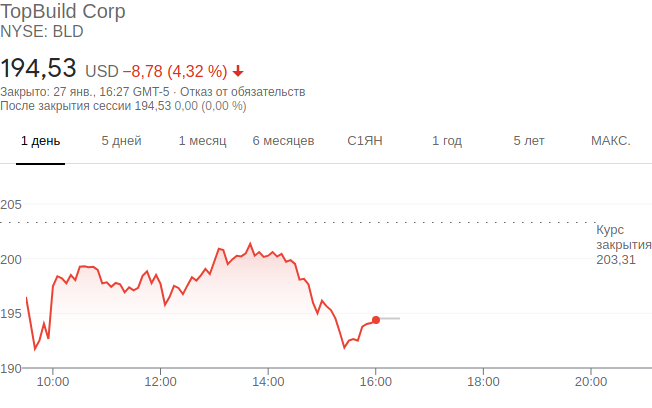 TopBuild Corp
NYSE: BLD
194,53 USD −8,78 (4,32 %)
Закрыто: 27 янв., 16:27 GMT-5 · Отказ от обязательств
После закрытия сессии 194,53 0,00 (0,00 %)
1 день 5 дней 1 месяц 6 месяцев С1ЯН 1 год 5 лет МАКС.
205
Курс
закрытия
203,31
200
195
190
10:00 12:00 14:00 16:00 18:00 20:00